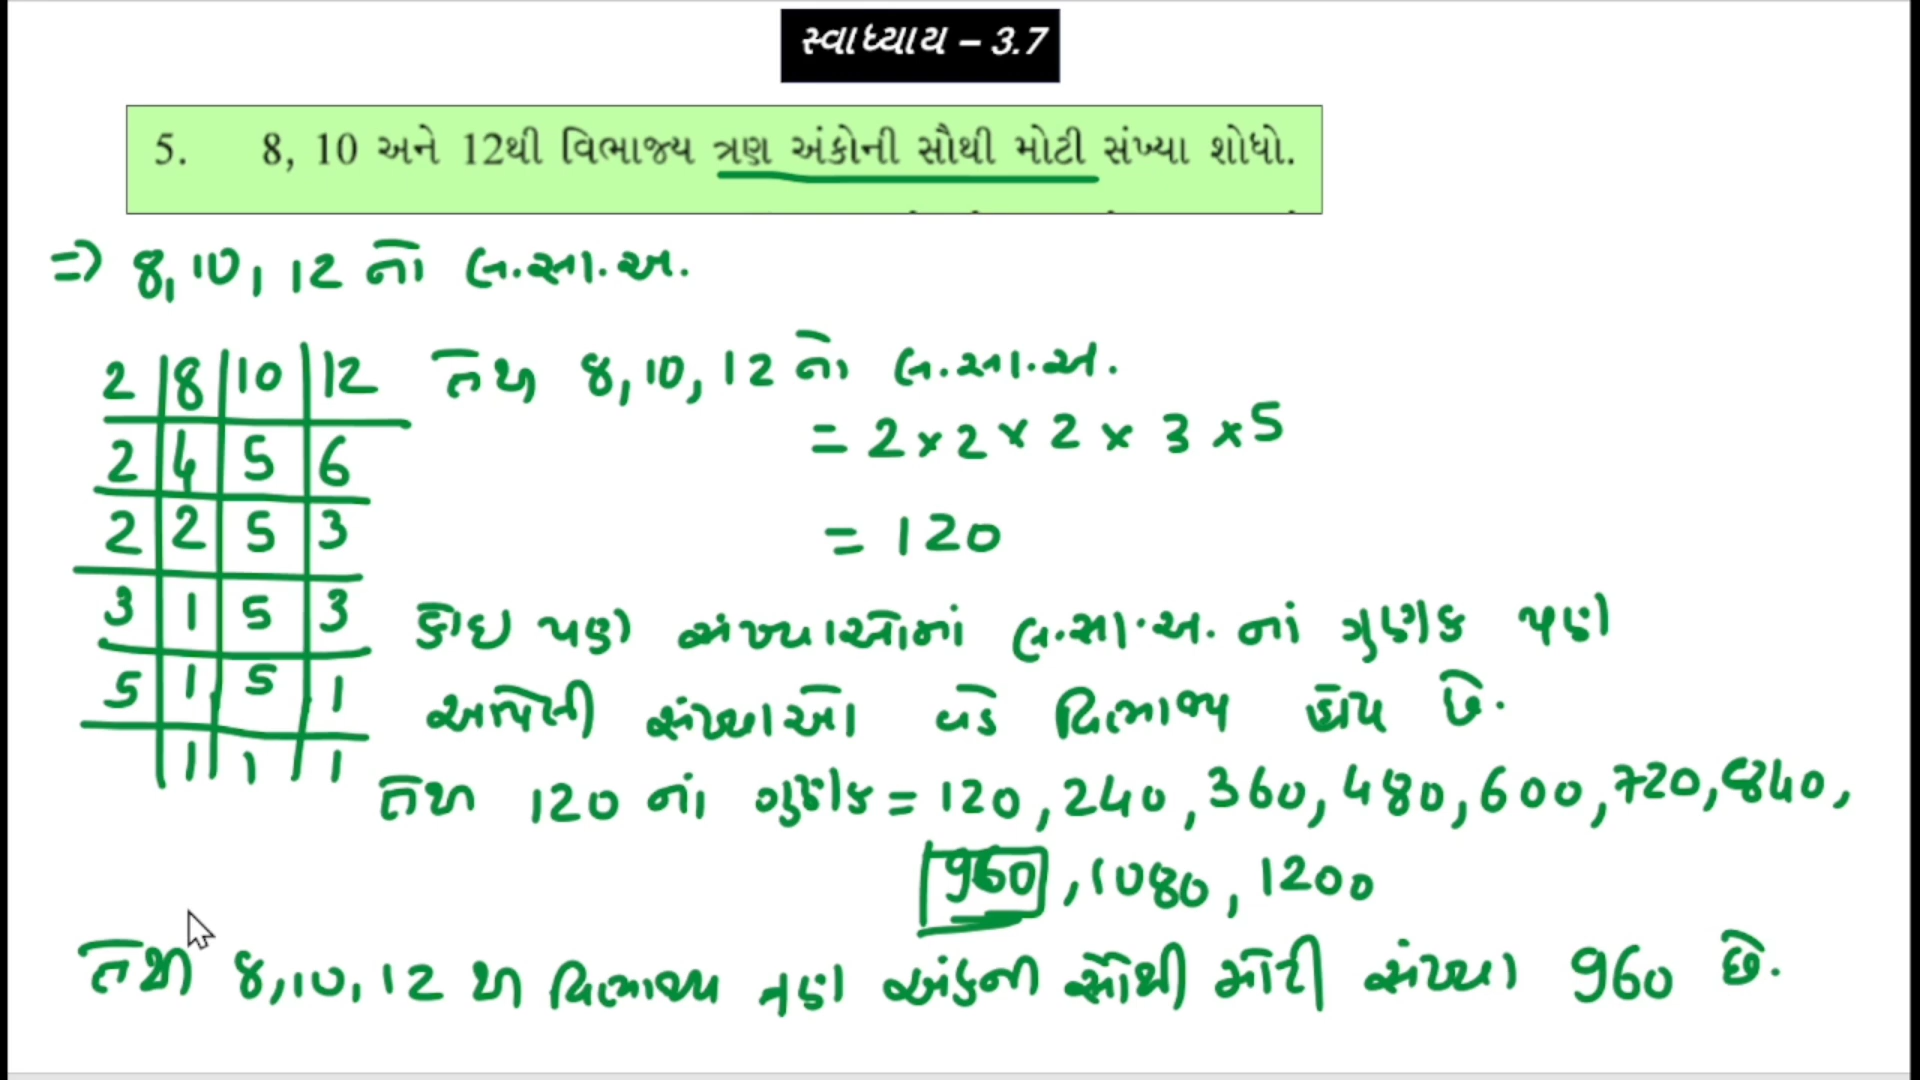 સ્વાધ્યાય – 3.7
5. 8, 10 અને 12થી વિભાજ્ય ત્રણ અંકોની સૌથી મોટી સંખ્યા શોધો.
=> 8, 10, 12 નો લ.સા.અ.
2 8 10 12
2 4 5 6
2 2 5 3
3 1 5 3
5 1 5 1
1 1 1
તેથી 8, 10, 12 નો લ.સા.અ.
= 2 × 2 × 2 × 3 × 5
= 120
કોઇ પણ સંખ્યાઓનાં લ.સા.અ. નાં ગુણક પણ
આપેલી સંખ્યાઓ વડે વિભાજ્ય હોય છે.
તેથી 120 નાં ગુણક = 120, 240, 360, 480, 600, 720, 840,
960, 1080, 1200
તેથી 8, 10, 12 થી વિભાજ્ય ત્રણ અંકની સૌથી મોટી સંખ્યા 960 છે.